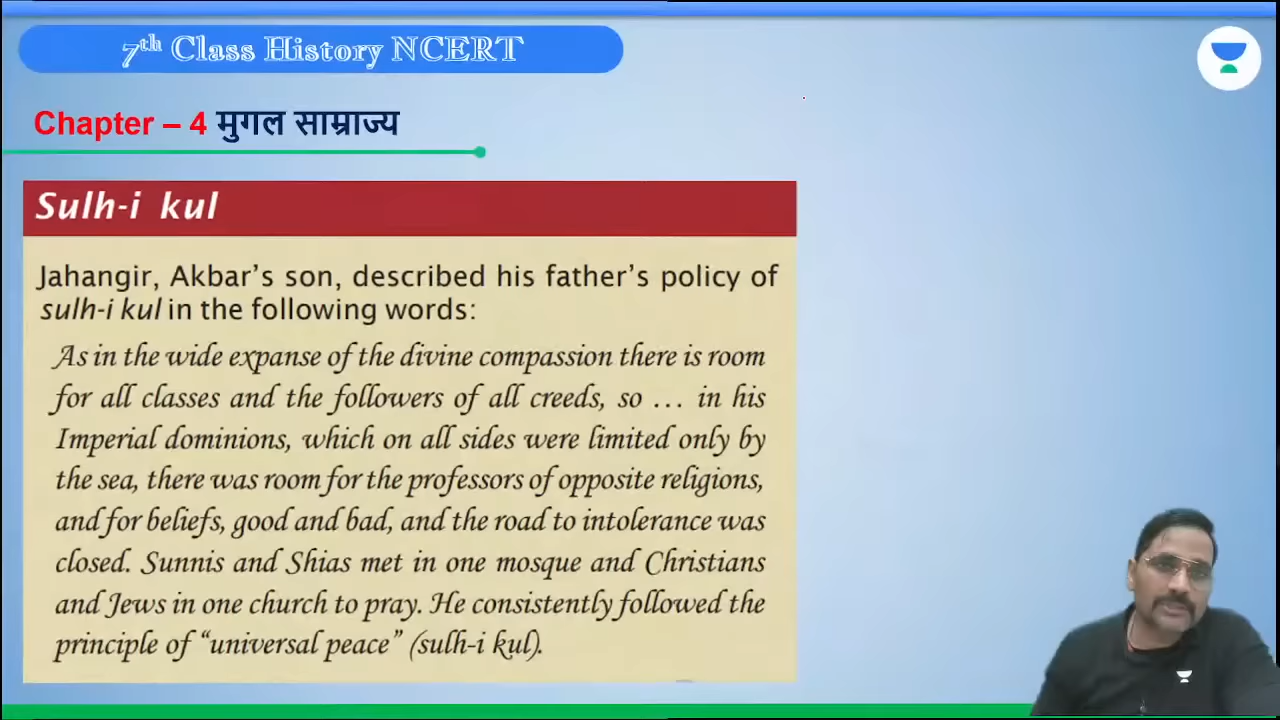 7th Class History NCERT
Chapter – 4 मुगल साम्राज्य
Sulh-i kul
Jahangir, Akbar's son, described his father's policy of
sulh-i kul in the following words:
As in the wide expanse of the divine compassion there is room
for all classes and the followers of all creeds, so ... in his
Imperial dominions, which on all sides were limited only by
the sea, there was room for the professors of opposite religions,
and for beliefs, good and bad, and the road to intolerance was
closed. Sunnis and Shias met in one mosque and Christians
and Jews in one church to pray. He consistently followed the
principle of “universal peace” (sulh-i kul).